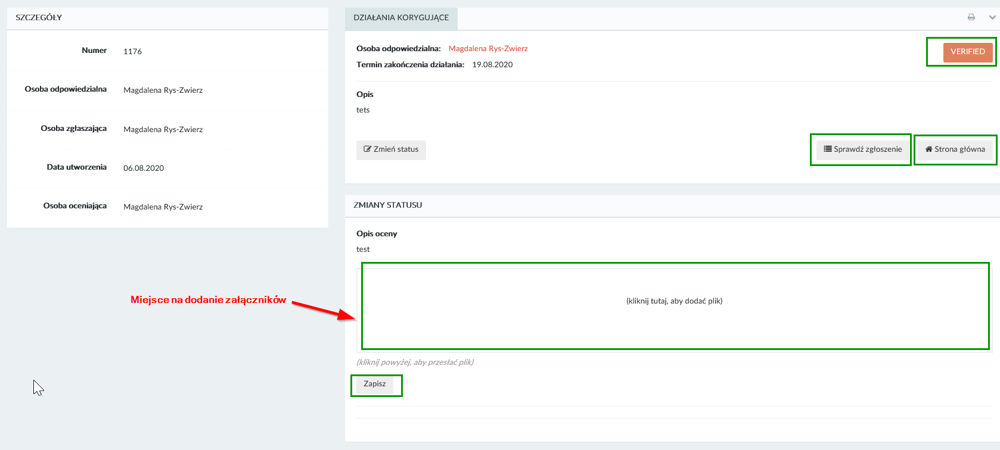 SZCZEGÓŁY
Numer 1176
Osoba odpowiedzialna Magdalena Rys-Zwierz
Osoba zgłaszająca Magdalena Rys-Zwierz
Data utworzenia 06.08.2020
Osoba oceniająca Magdalena Rys-Zwierz
DZIAŁANIA KORYGUJĄCE
Osoba odpowiedzialna: Magdalena Rys-Zwierz
VERIFIED
Termin zakończenia działania: 19.08.2020
Opis
tets
Zmień status
Sprawdź zgłoszenie
Strona główna
ZMIANY STATUSU
Opis oceny
test
Miejsce na dodanie załączników
(kliknij tutaj, aby dodać plik)
(kliknij powyżej, aby przesłać plik)
Zapisz